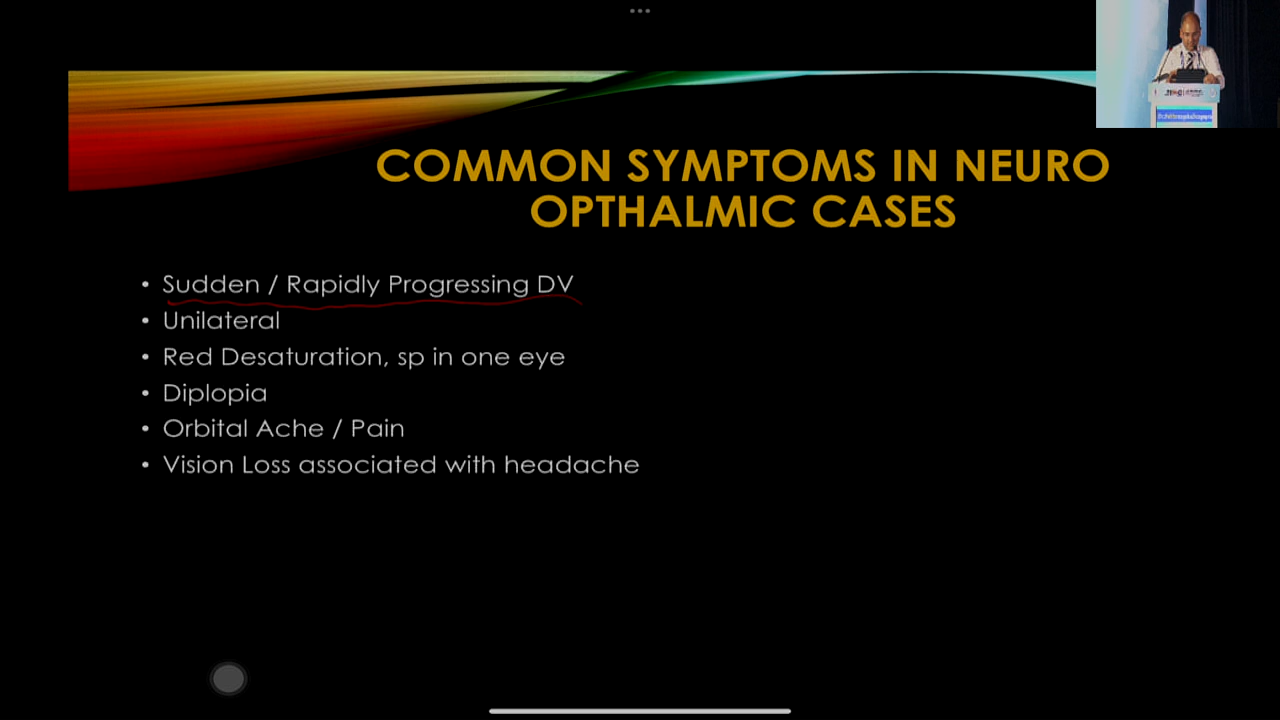 COMMON SYMPTOMS IN NEURO
OPTHALMIC CASES
• Sudden / Rapidly Progressing DV
• Unilateral
• Red Desaturation, sp in one eye
• Diplopia
• Orbital Ache / Pain
• Vision Loss associated with headache